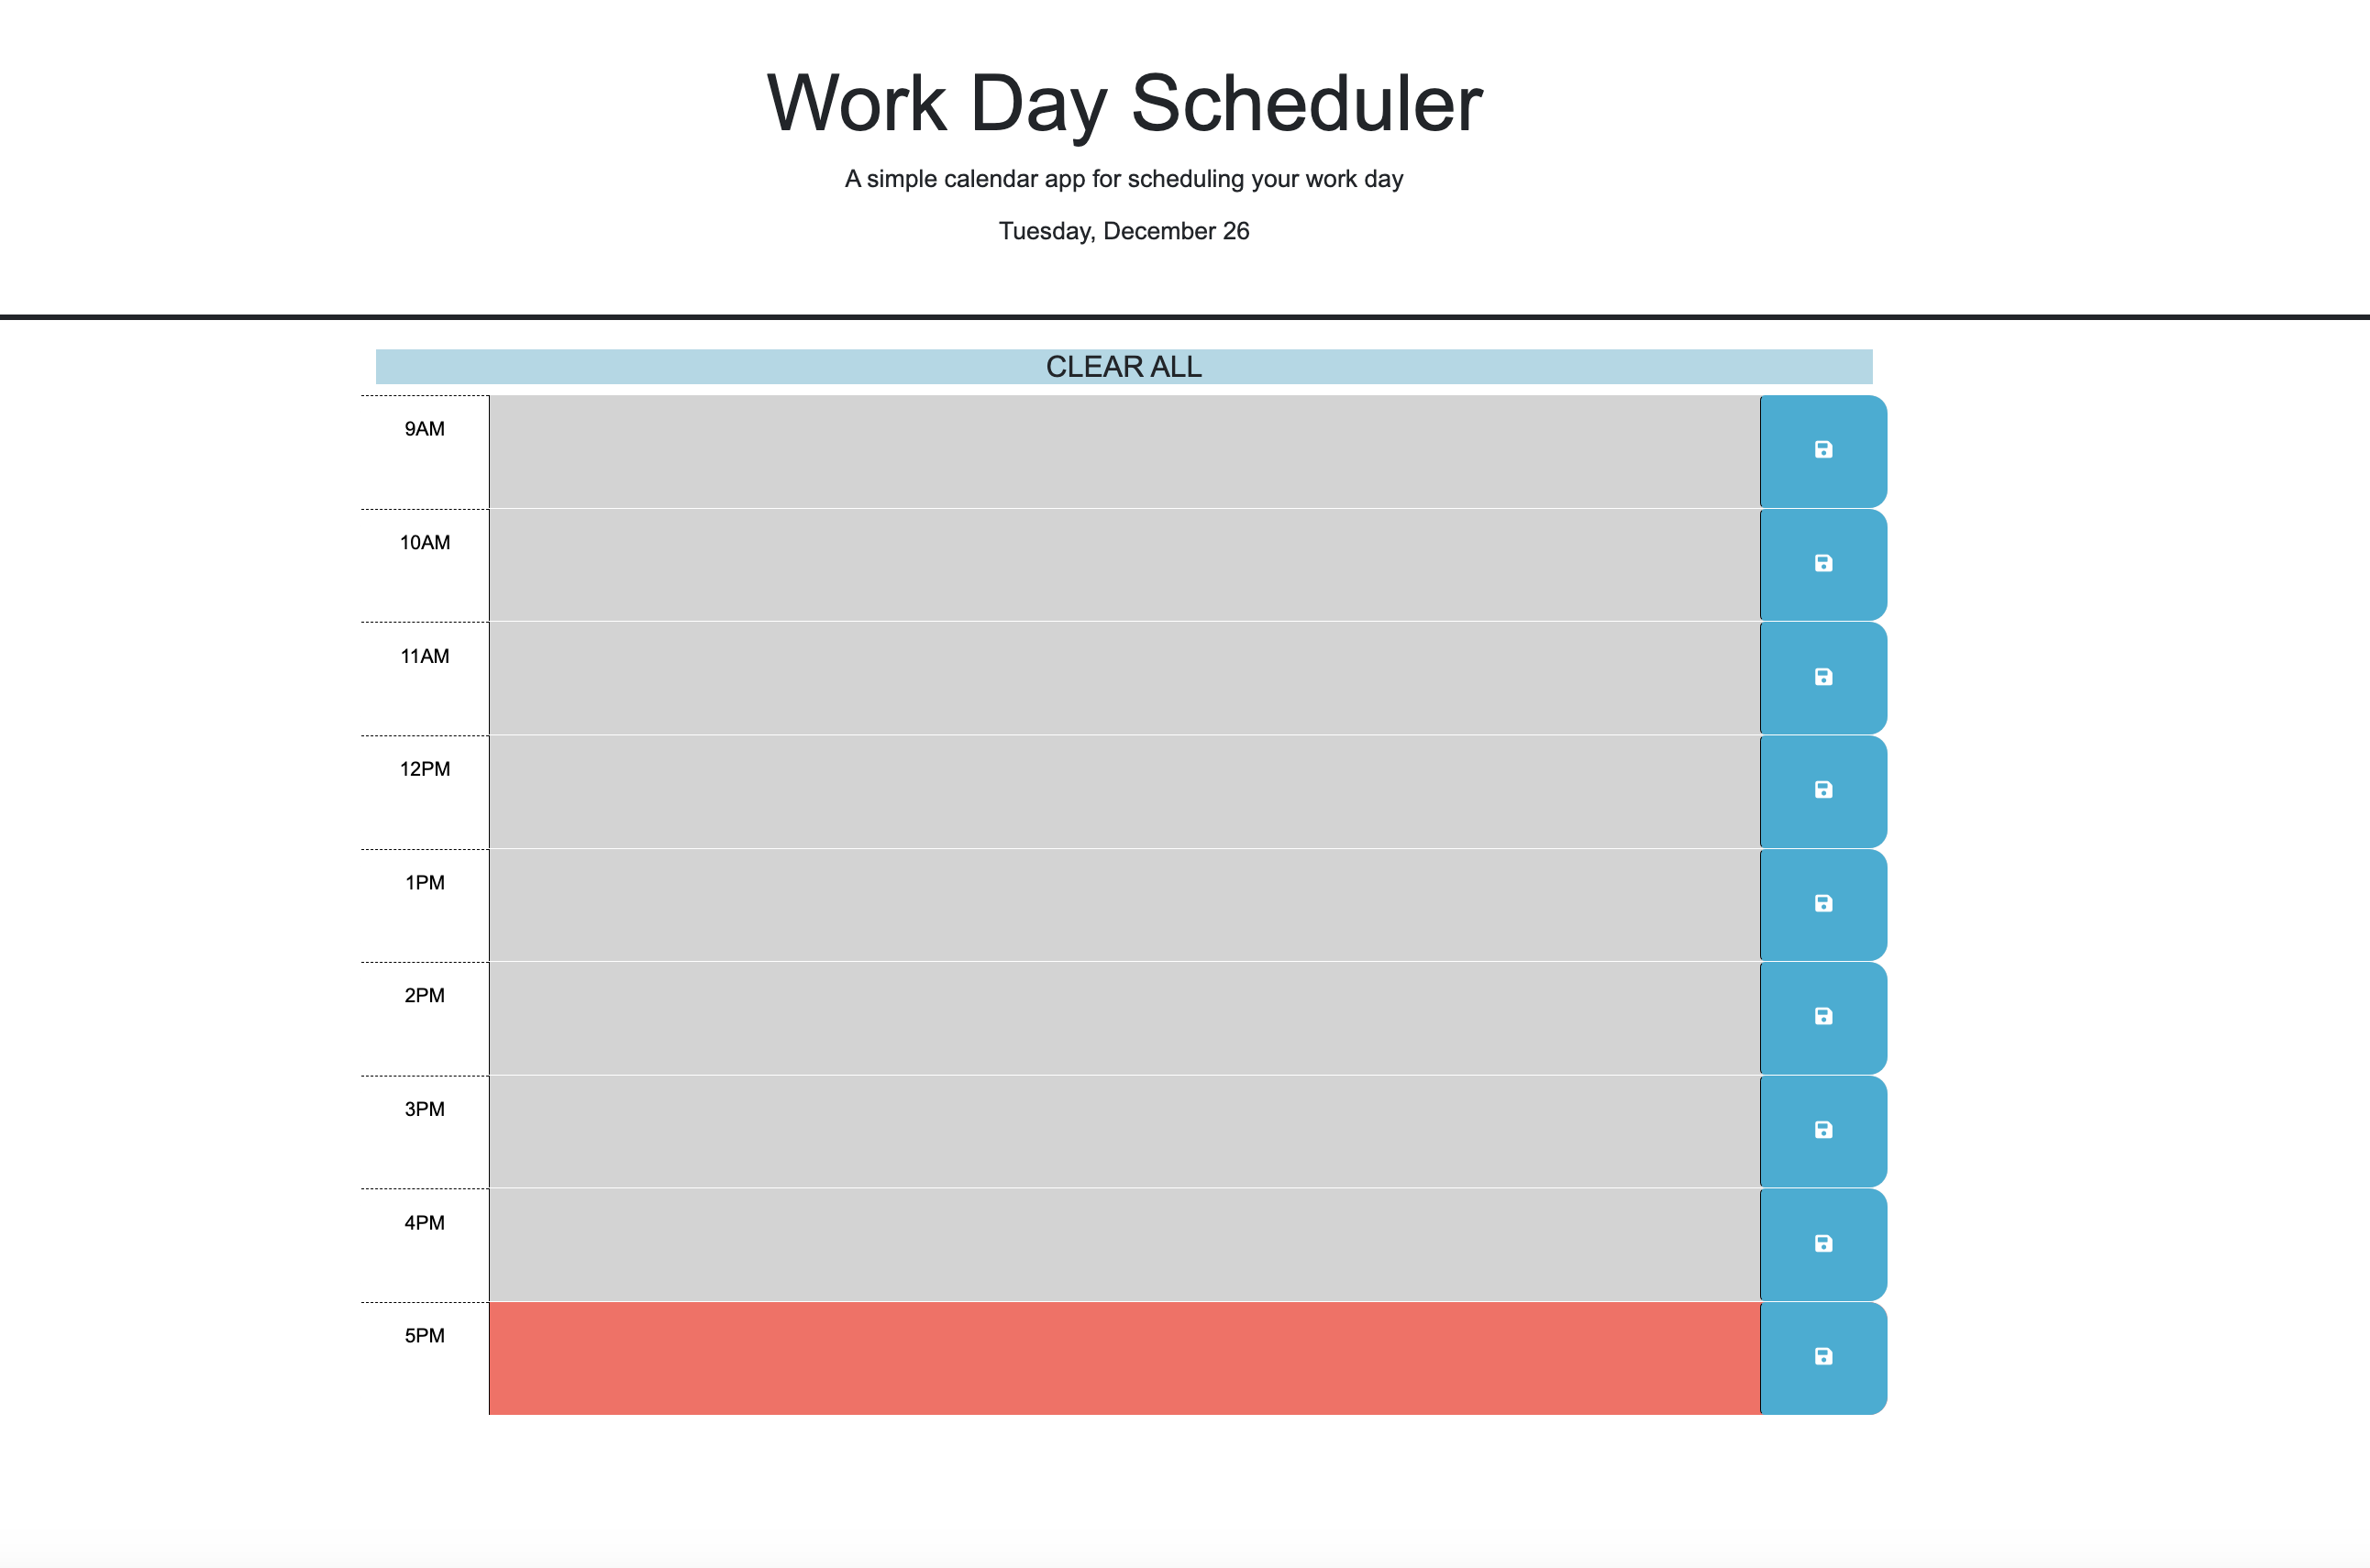 Work Day Scheduler
A simple calendar app for scheduling your work day
Tuesday, December 26
CLEAR ALL
9AM
10AM
11AM
12PM
1PM
2PM
3PM
4PM
5PM